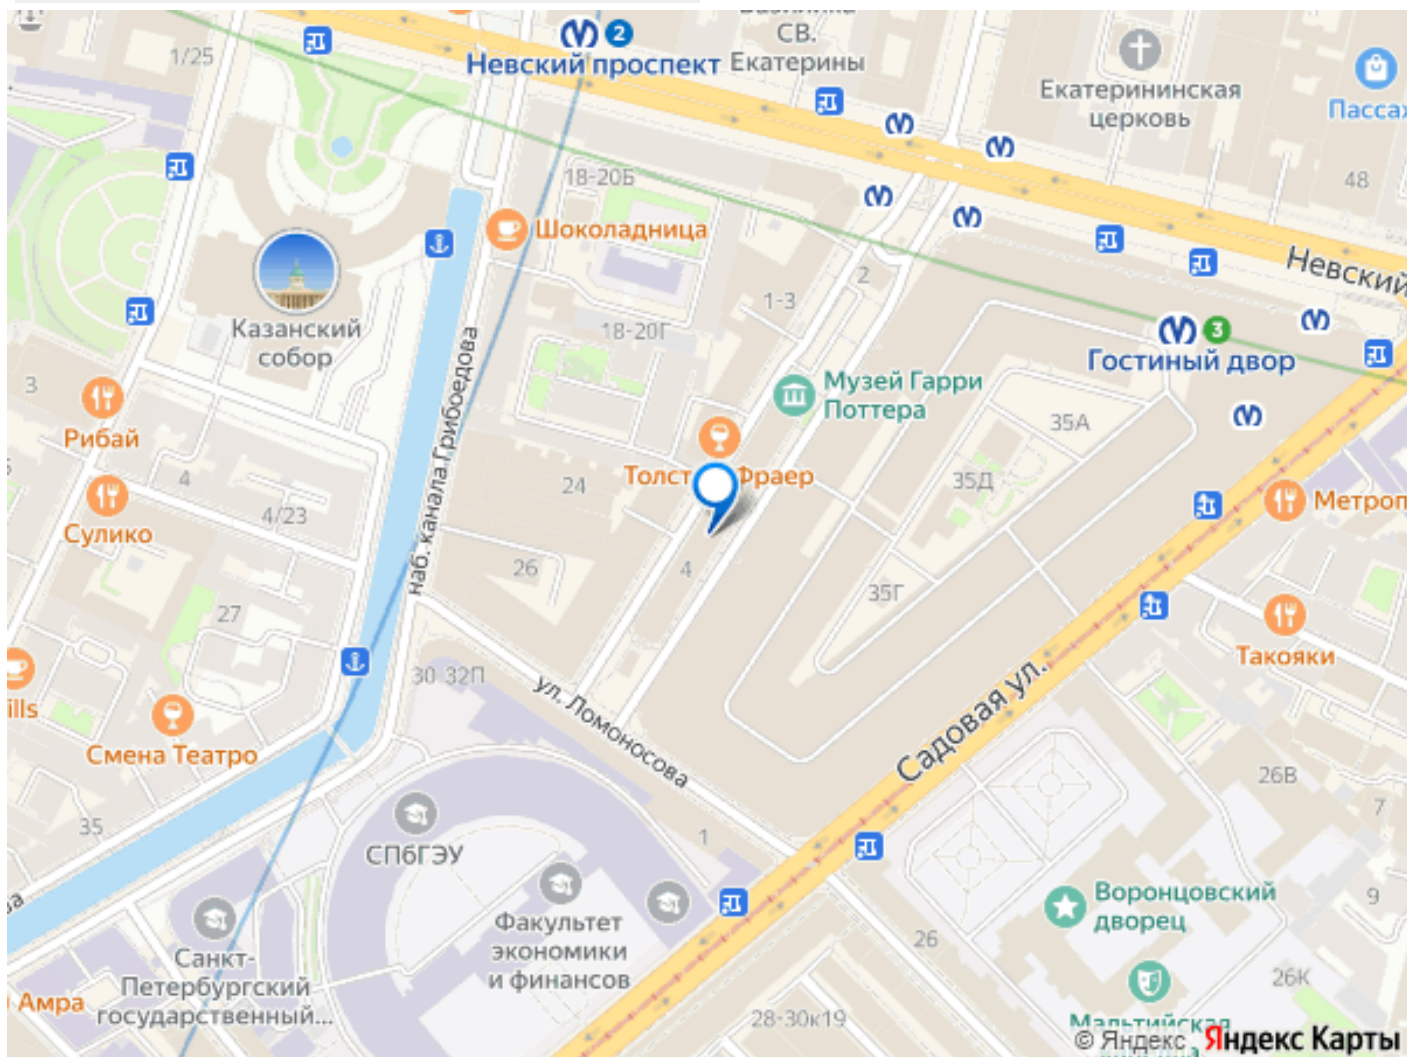 1/25
2
Невский проспект
СВ.
Екатерины
Екатерининская
церковь
Пассаж
48
18-20Б
Шоколадница
Невский
Казанский
собор
2
1-3
18-20Г
3
Гостиный двор
Музей Гарри
Поттера
наб. канала Грибоедова
3
Рибай
35А
Толст
Фраер
35Д
24
4
4/23
Сулико
Метроп
26
4
35Г
27
Такояки
30-32П
ул. Ломоносова
Садовая ул.
ills
Смена Театро
26В
7
35
1
СПбГЭУ
9
Воронцовский
дворец
Факультет
экономики
и финансов
26
Санкт-
Петербургский
государственный...
Амра
26К
28-30к19
Мальтийская
© Яндекс Яндекс Карты